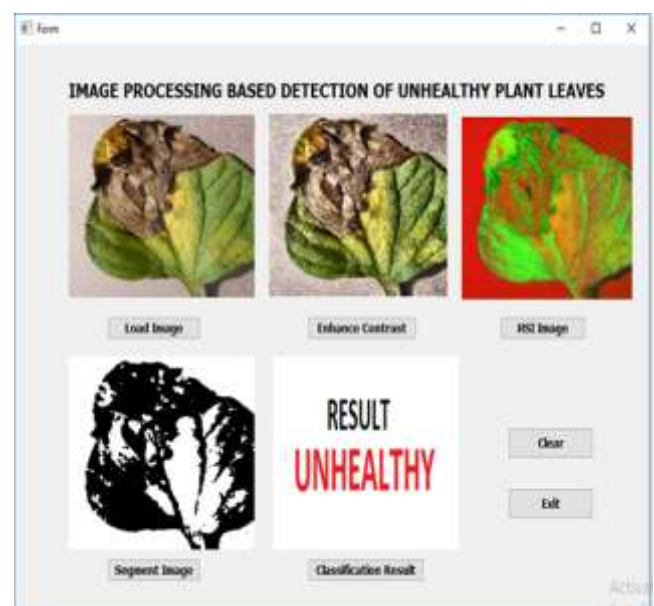 Form
IMAGE PROCESSING BASED DETECTION OF UNHEALTHY PLANT LEAVES
Load Image
Enhance Contrast
HSI Image
RESULT
UNHEALTHY
Clear
Exit
Segment Image
Classification Result